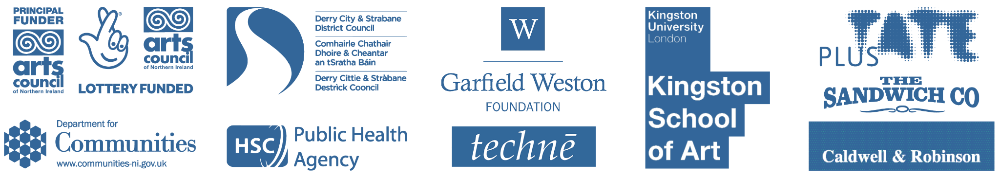 PRINCIPAL
FUNDER
arts
council
of Northern Ireland
®
arts
council
of Northern Ireland
LOTTERY FUNDED
Derry City & Strabane
District Council
Comhairle Chathair
Dhoire & Cheantar
an tSratha Báin
Derry Cittie & Stràbane
Destrìck Cooncil
W
Garfield Weston
FOUNDATION
Kingston
University
London
Kingston
School
of Art
PLUS TATE
THE
SANDWICH CO
Department for
Communities
www.communities-ni.gov.uk
HSC Public Health
Agency
technē
Caldwell & Robinson